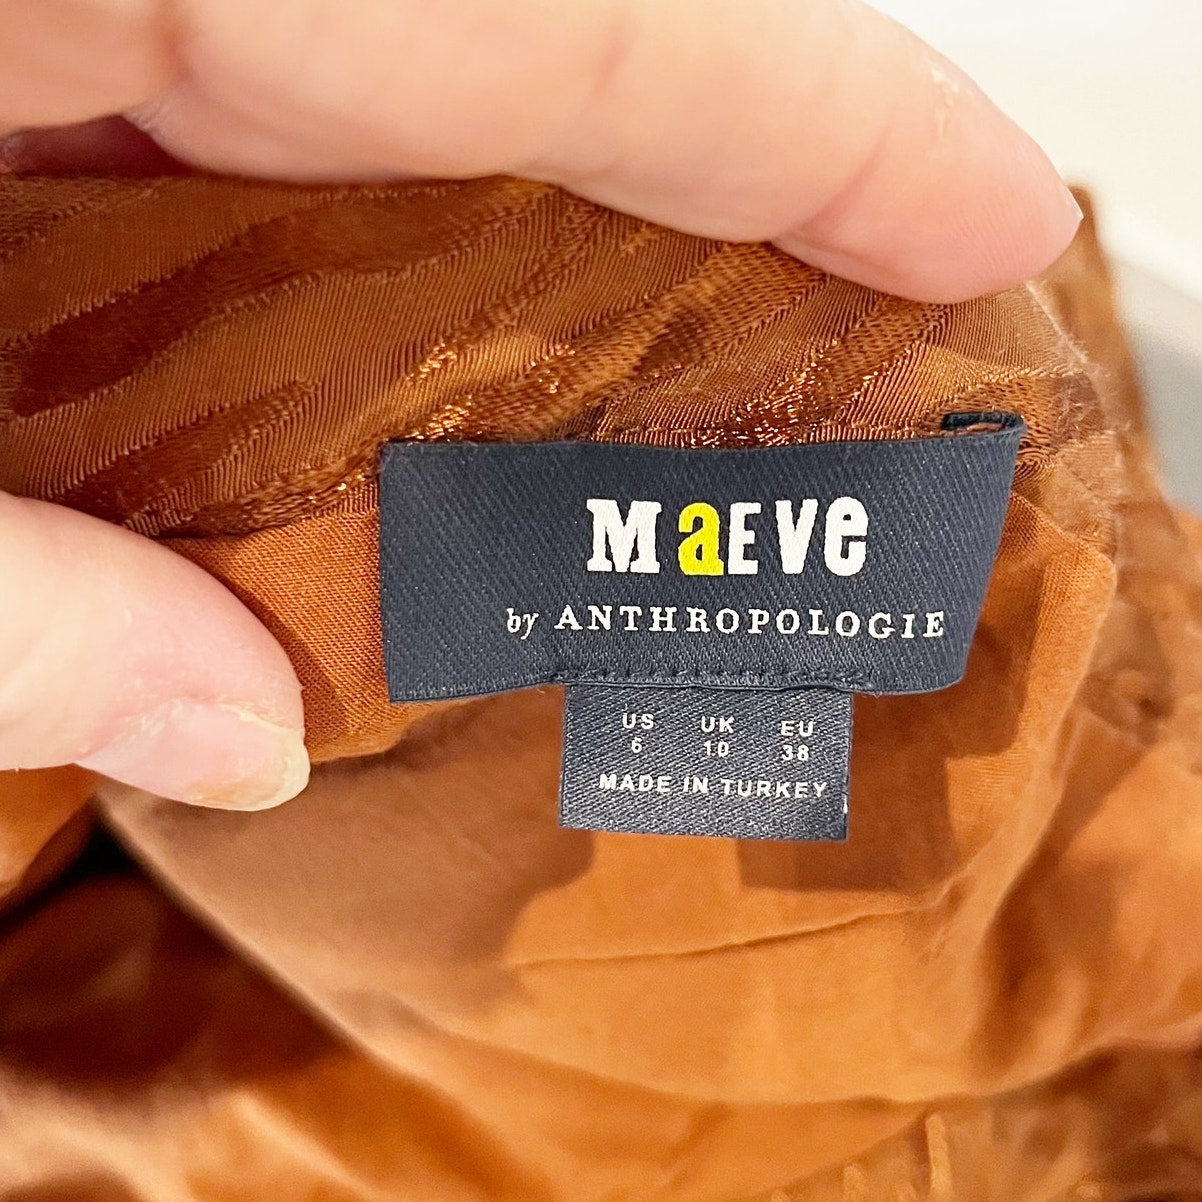 MaEVe
by ANTHROPOLOGIE
US UK EU
6 10 38
MADE IN TURKEY